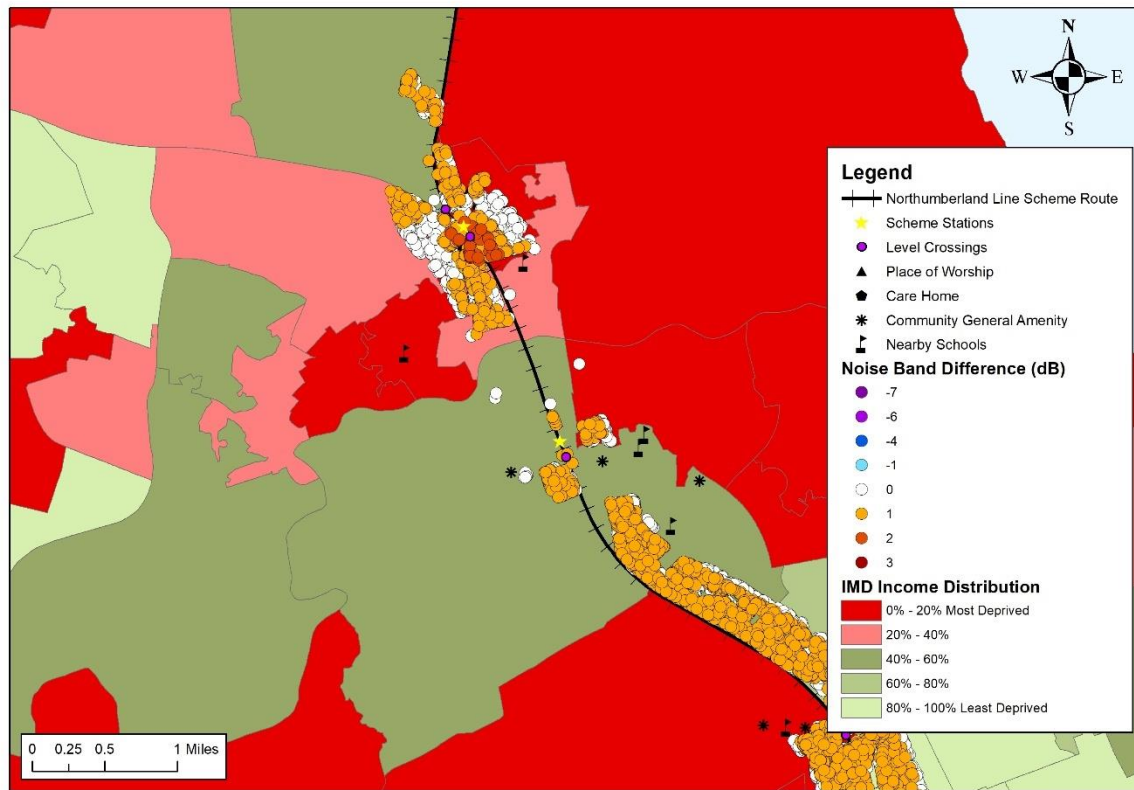 N
W E
S
Legend
Northumberland Line Scheme Route
Scheme Stations
Level Crossings
Place of Worship
Care Home
Community General Amenity
Nearby Schools
Noise Band Difference (dB)
-7
-6
-4
-1
0
1
2
3
IMD Income Distribution
0% - 20% Most Deprived
20% - 40%
40% - 60%
60% - 80%
80% - 100% Least Deprived
0 0.25 0.5 1 Miles